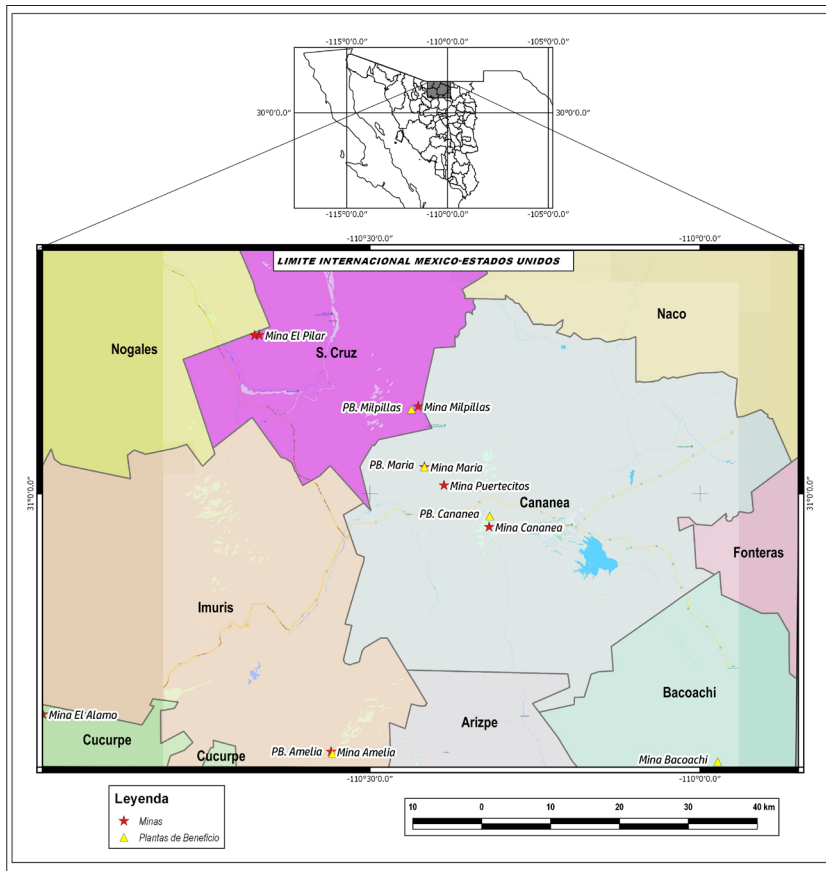 -115°0'0.0" -110°0'0.0" -105°0'0.0"
30°0'0.0" 30°0'0.0"
-115°0'0.0" -110°0'0.0" -105°0'0.0"
-110°30'0.0" -110°0'0.0"
LIMITE INTERNACIONAL MEXICO-ESTADOS UNIDOS
Naco
Mina El Pilar
Nogales
S. Cruz
PB. Milpillas Mina Milpillas
PB. Maria Mina Maria
Mina Puertecitos
31°0'0.0" 31°0'0.0"
Cananea
PB. Cananea
Mina Cananea
Fonteras
Imuris
Bacoachi
Mina El Alamo
Arizpe
Cucurpe
Cucurpe
PB. Amelia Mina Amelia
Mina Bacoachi
-110°30'0.0" -110°0'0.0"
Leyenda
Minas
Plantas de Beneficio
10 0 10 20 30 40 km